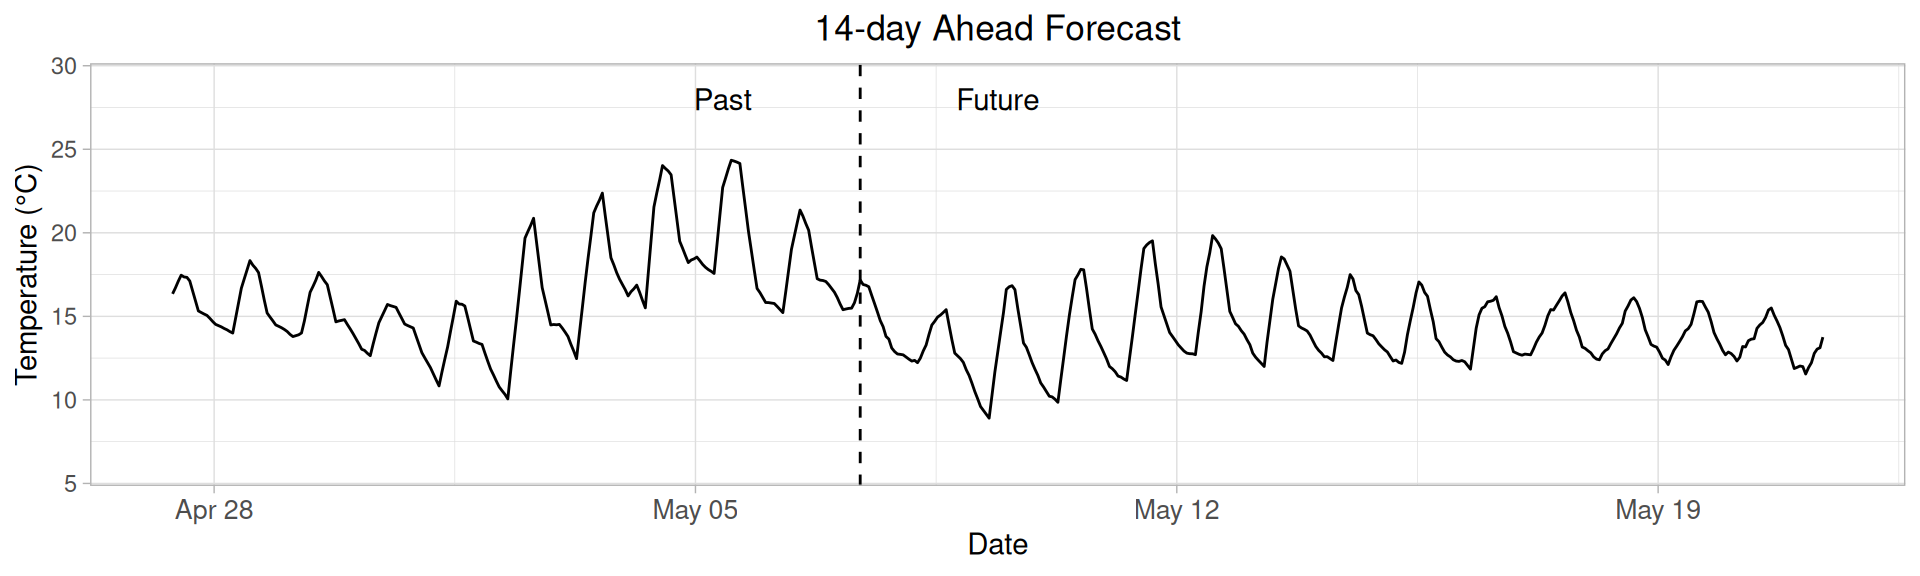 14-day Ahead Forecast
30
25
20
15
10
5
Temperature (°C)
Past
Future
Apr 28
May 05
May 12
May 19
Date